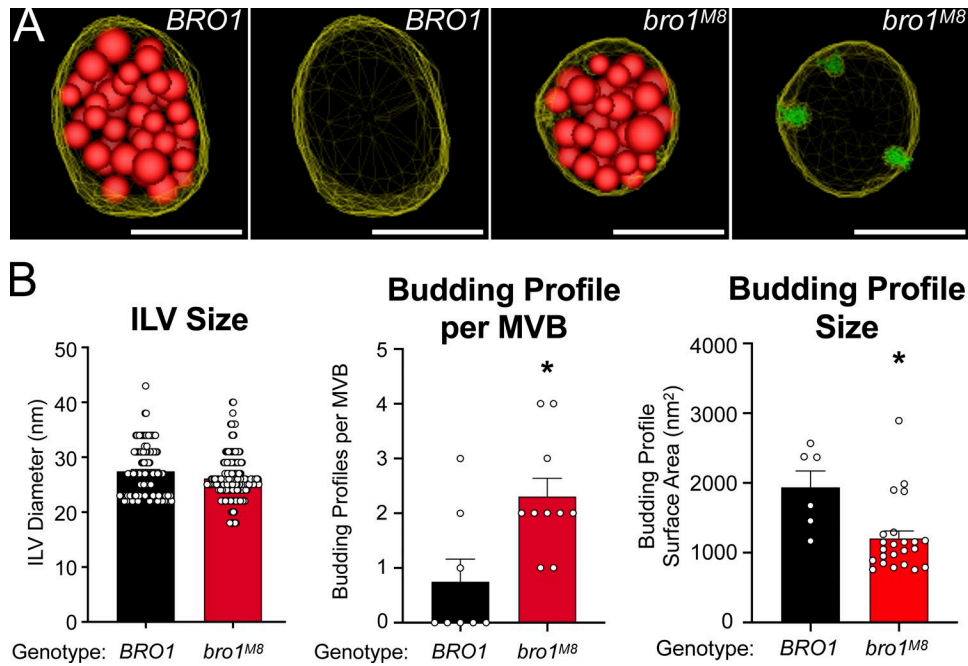 A
BRO1
BRO1
bro1ᴹ⁸
bro1ᴹ⁸
B
ILV Size
ILV Diameter (nm)
50
40
30
20
10
0
Genotype: BRO1 bro1ᴹ⁸
Budding Profile
per MVB
Budding Profiles per MVB
5
4
3
2
1
0
*
Genotype: BRO1 bro1ᴹ⁸
Budding Profile
Size
Budding Profile
Surface Area (nm²)
4000
3000
2000
1000
0
*
Genotype: BRO1 bro1ᴹ⁸